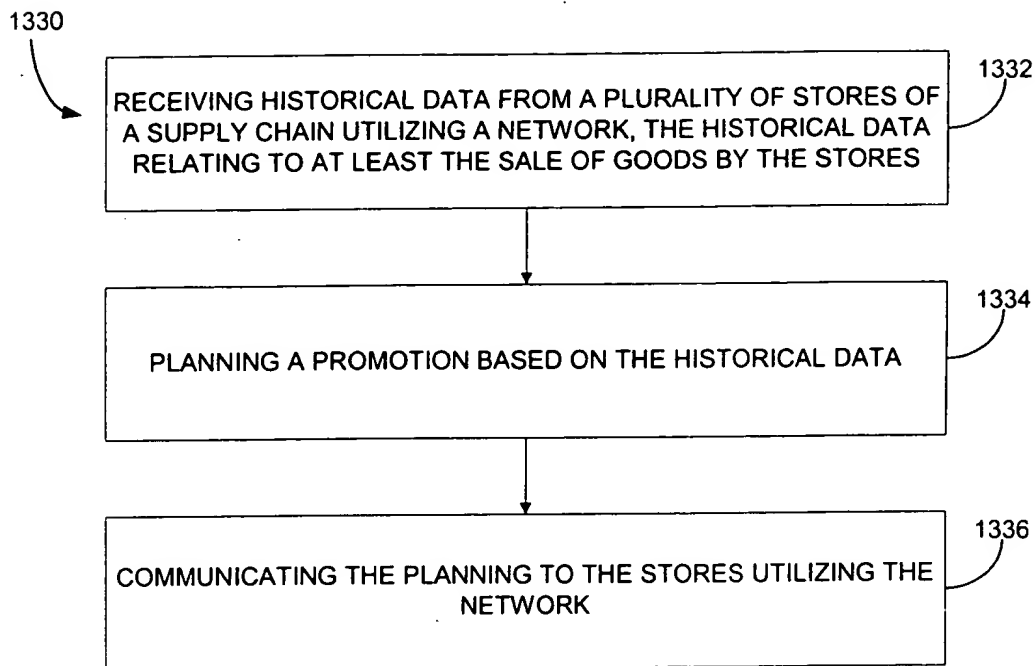 1330
1332
RECEIVING HISTORICAL DATA FROM A PLURALITY OF STORES OF
A SUPPLY CHAIN UTILIZING A NETWORK, THE HISTORICAL DATA
RELATING TO AT LEAST THE SALE OF GOODS BY THE STORES
1334
PLANNING A PROMOTION BASED ON THE HISTORICAL DATA
1336
COMMUNICATING THE PLANNING TO THE STORES UTILIZING THE
NETWORK